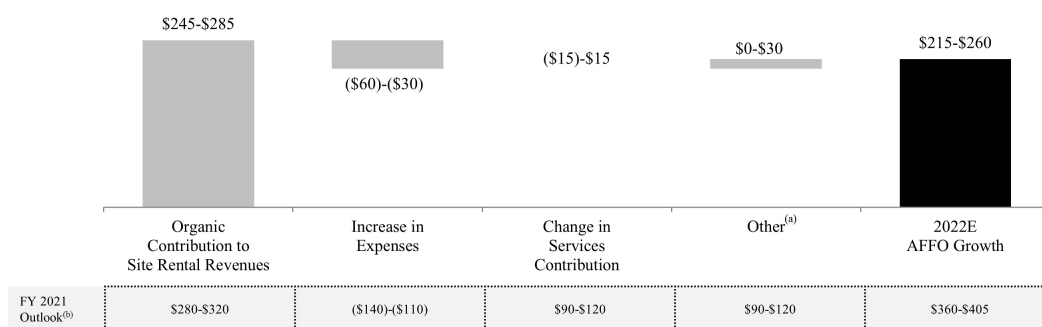 $245-$285
($60)-($30)
($15)-$15
$0-$30
$215-$260
Organic
Contribution to
Site Rental Revenues
Increase in
Expenses
Change in
Services
Contribution
Other(a)
2022E
AFFO Growth
FY 2021
Outlook(b)
$280-$320
($140)-($110)
$90-$120
$90-$120
$360-$405